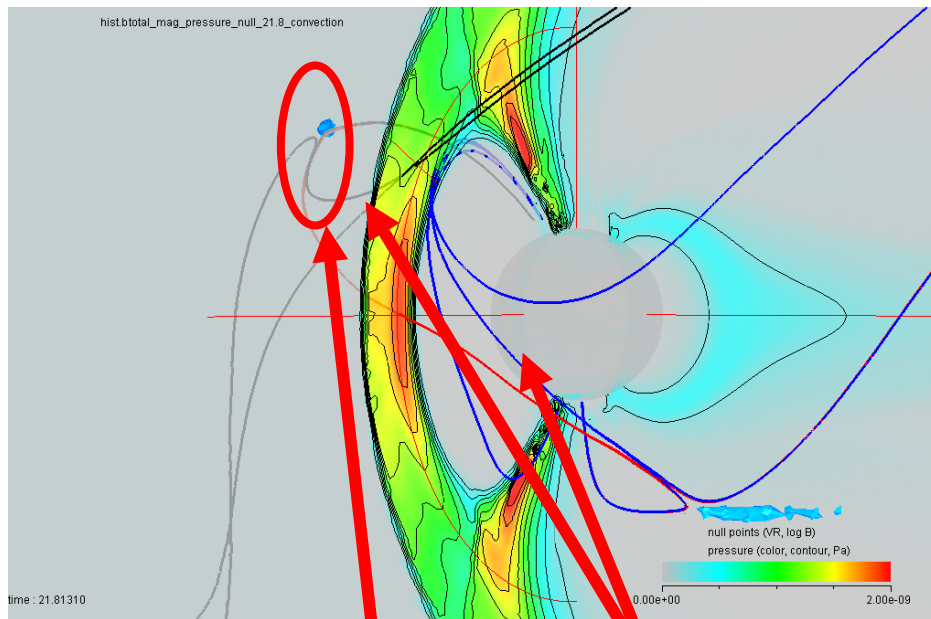 hist.btotal_mag_pressure_null_21.8_convection
null points (VR, log B)
pressure (color, contour, Pa)
time : 21.81310
0.00e+00
2.00e-09